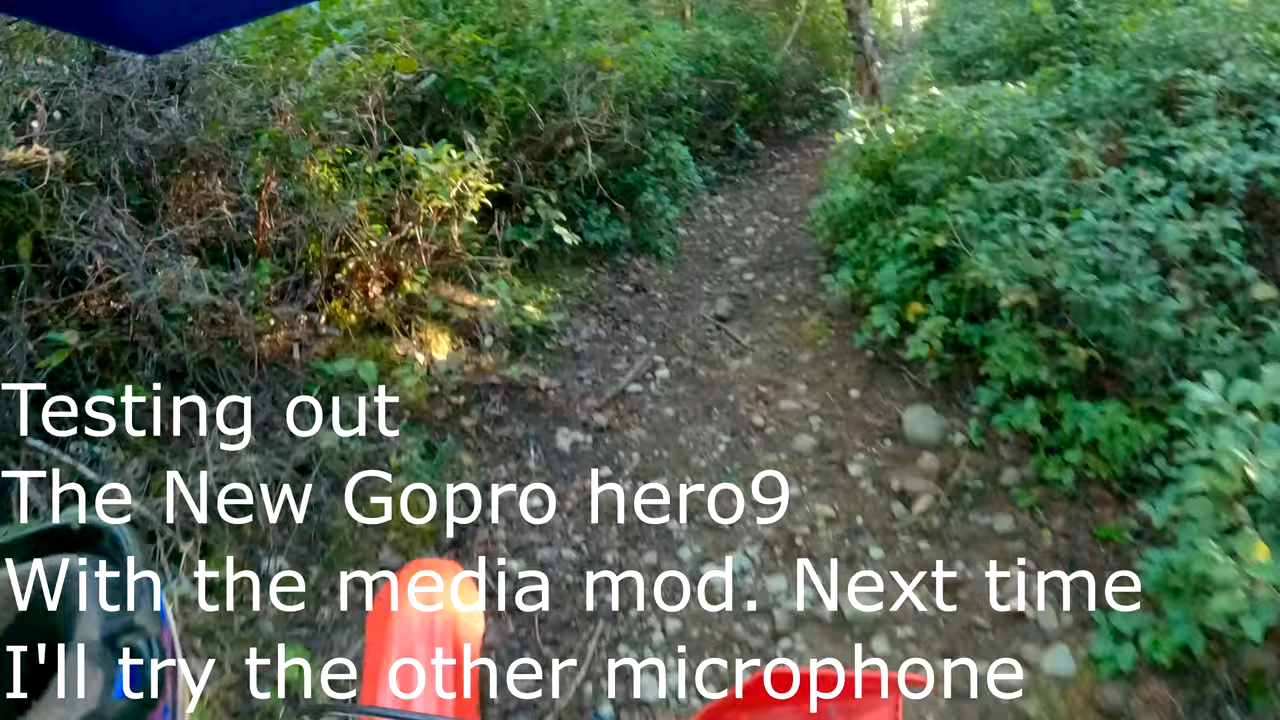 Testing out
The New Gopro hero9
With the media mod. Next time
I'll try the other microphone